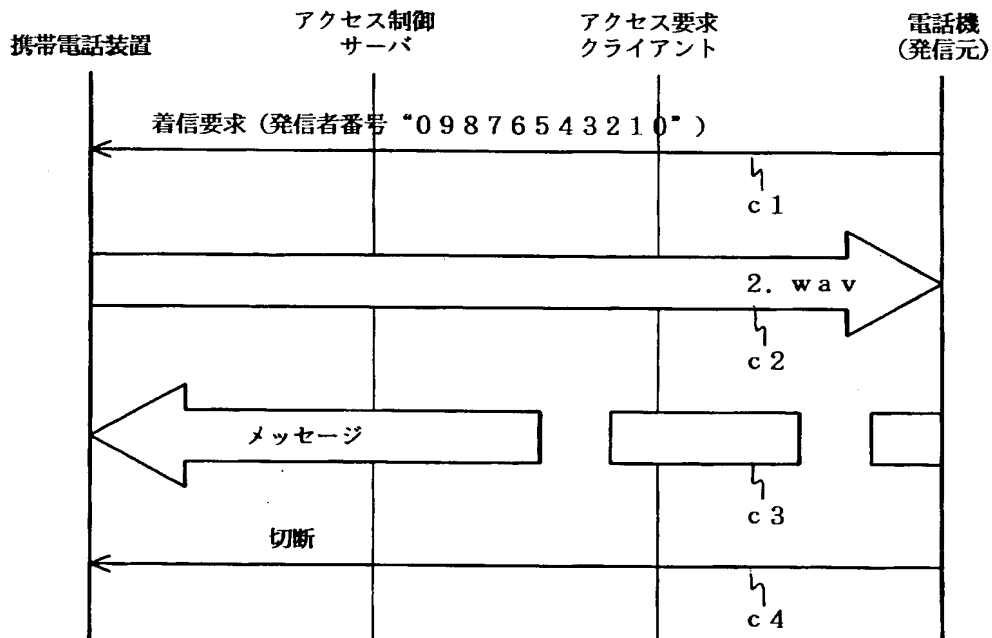 携帯電話装置
アクセス制御
サーバ
アクセス要求
クライアント
電話機
(発信元)
着信要求（発信者番号 “０９８７６５４３２１０”）
ｃ１
２．ｗａｖ
ｃ２
メッセージ
ｃ３
切断
ｃ４